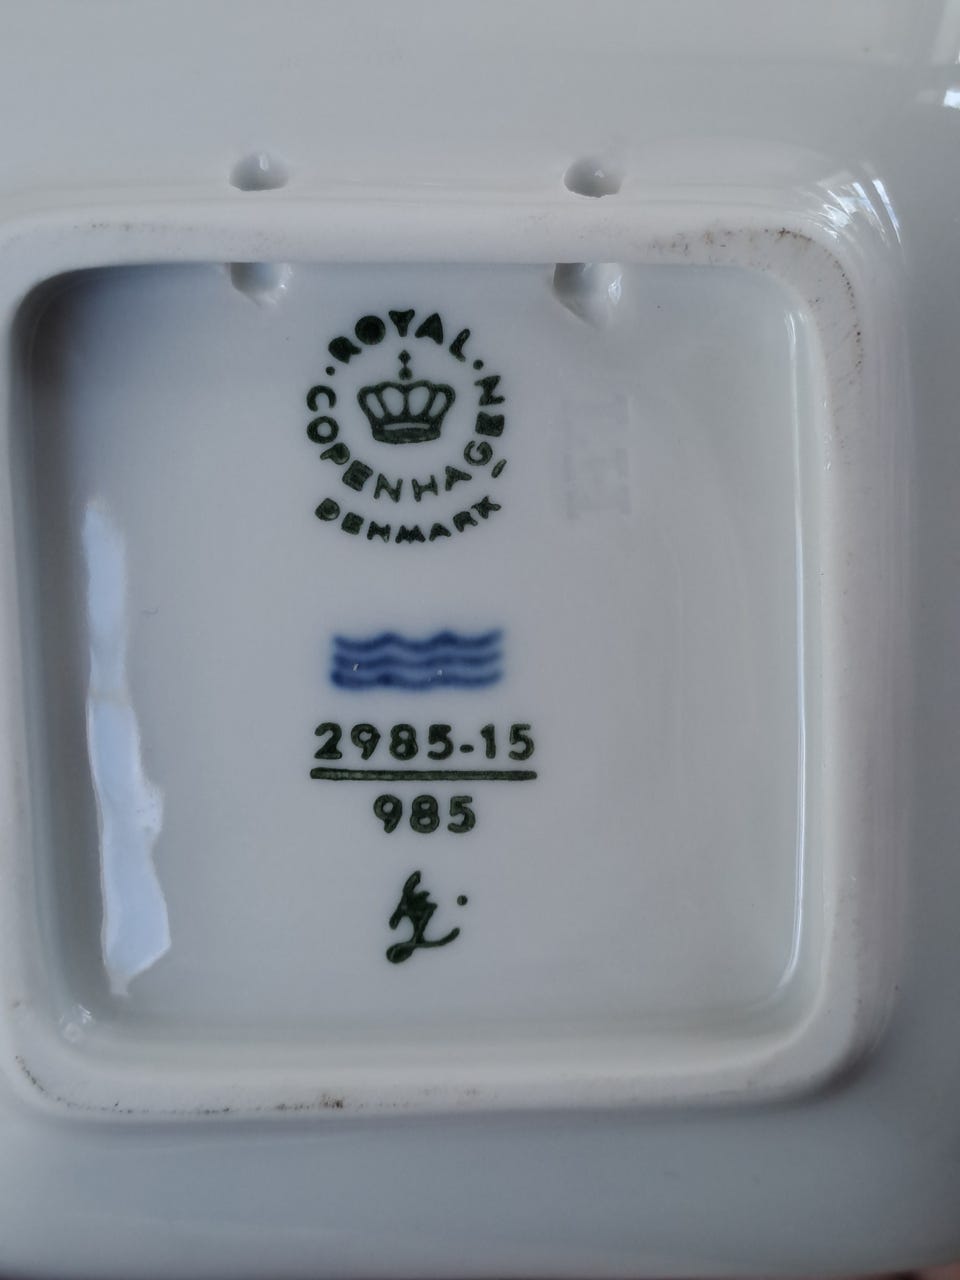 ROYAL
COPENHAGEN
DENMARK
2985-15
985